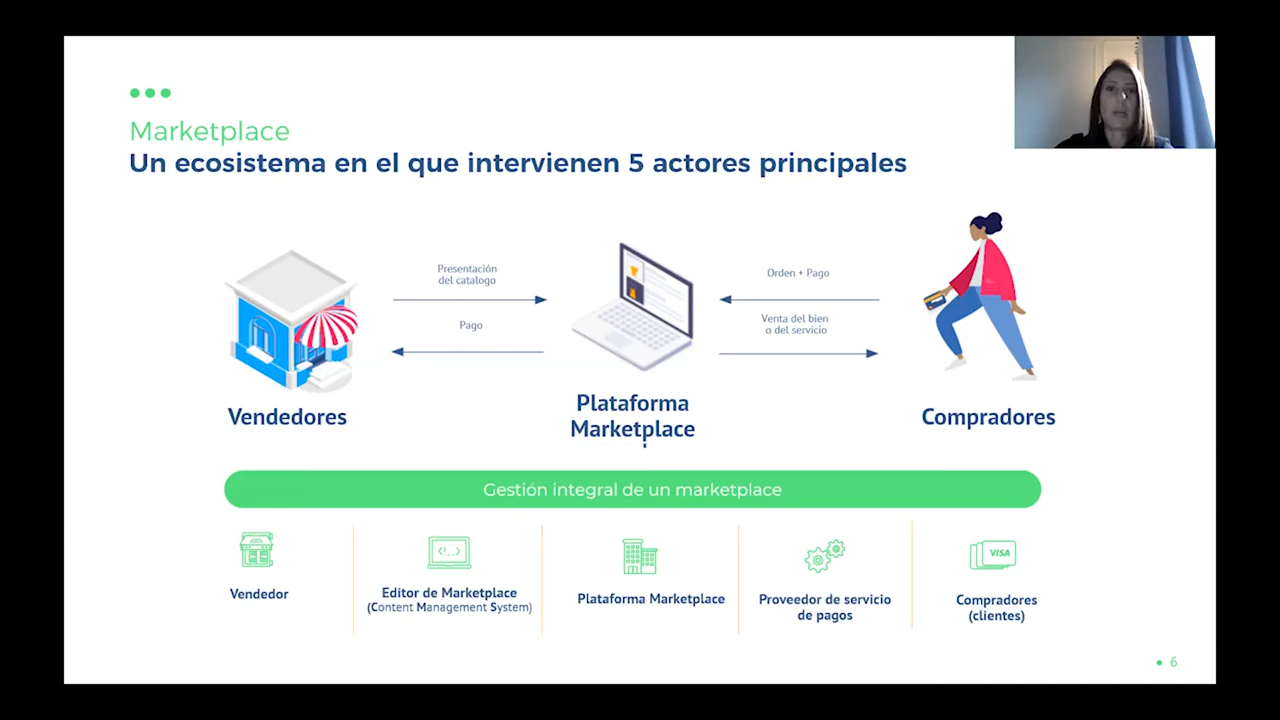 Marketplace
Un ecosistema en el que intervienen 5 actores principales
Presentación
del catalogo
Pago
Orden + Pago
Venta del bien
o del servicio
Vendedores
Plataforma
Marketplace
Compradores
Gestión integral de un marketplace
<!...>
VISA
Vendedor
Editor de Marketplace
(Content Management System)
Plataforma Marketplace
Proveedor de servicio
de pagos
Compradores
(clientes)
6